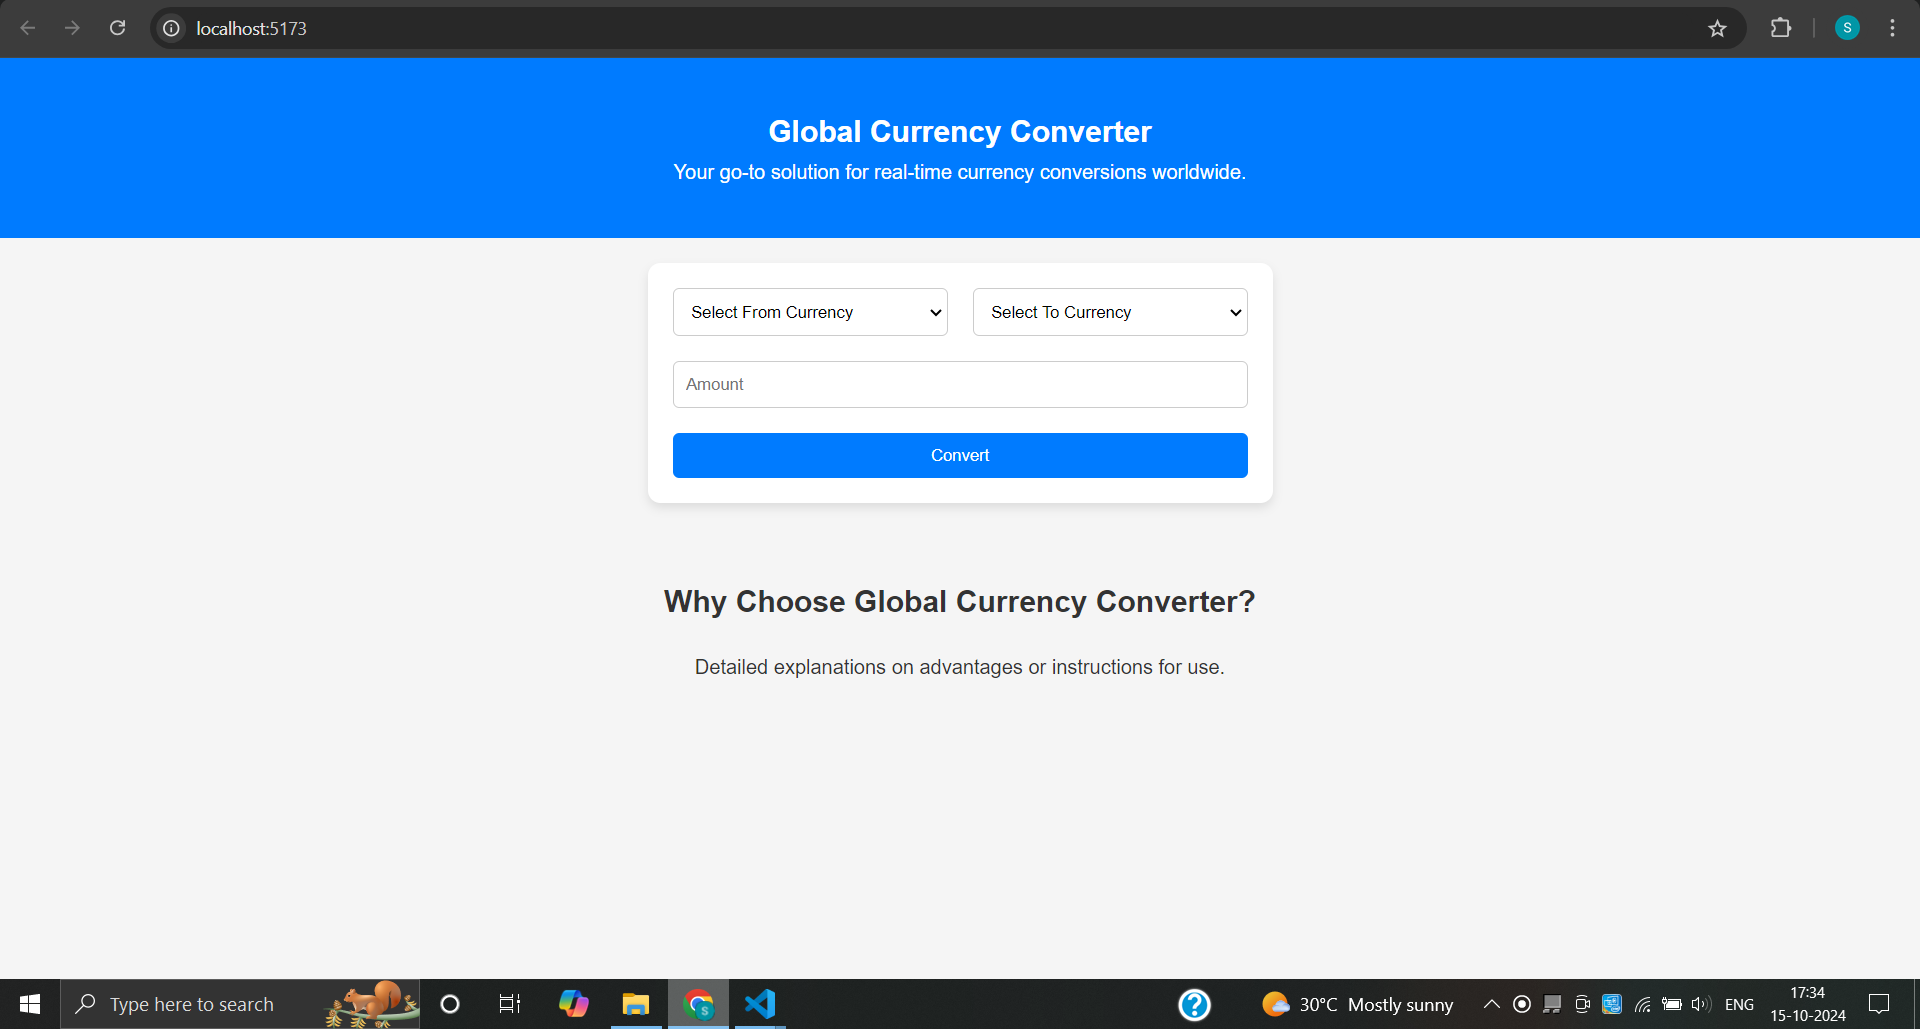 localhost:5173
S
Global Currency Converter
Your go-to solution for real-time currency conversions worldwide.
Select From Currency
Select To Currency
Amount
Convert
Why Choose Global Currency Converter?
Detailed explanations on advantages or instructions for use.
Type here to search
S
?
30°C Mostly sunny
ENG
17:34
15-10-2024